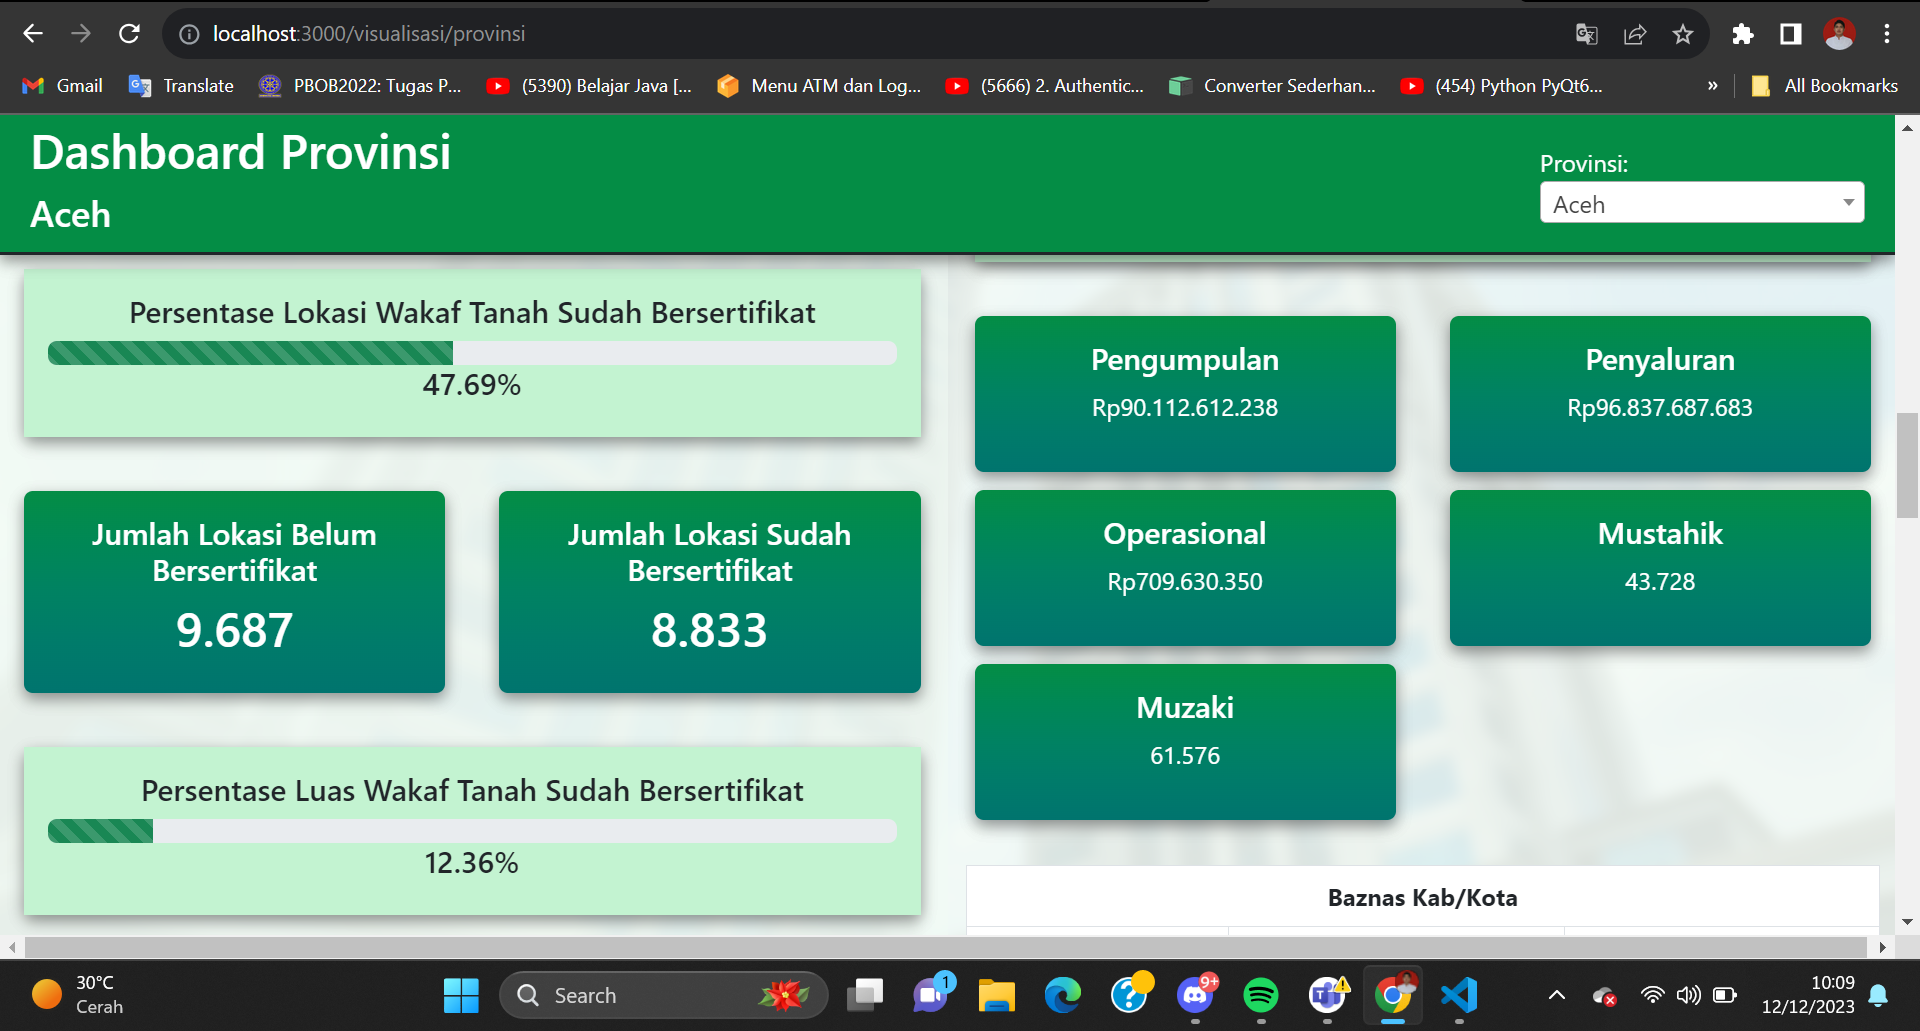 localhost:3000/visualisasi/provinsi
Gmail
Translate
PBOB2022: Tugas P...
(5390) Belajar Java [...
Menu ATM dan Log...
(5666) 2. Authentic...
Converter Sederhan...
(454) Python PyQt6...
»
All Bookmarks
Dashboard Provinsi
Aceh
Provinsi:
Aceh
Persentase Lokasi Wakaf Tanah Sudah Bersertifikat
47.69%
Jumlah Lokasi Belum
Bersertifikat
9.687
Jumlah Lokasi Sudah
Bersertifikat
8.833
Persentase Luas Wakaf Tanah Sudah Bersertifikat
12.36%
Pengumpulan
Rp90.112.612.238
Penyaluran
Rp96.837.687.683
Operasional
Rp709.630.350
Mustahik
43.728
Muzaki
61.576
Baznas Kab/Kota
30°C
Cerah
Search
1
9+
10:09
12/12/2023